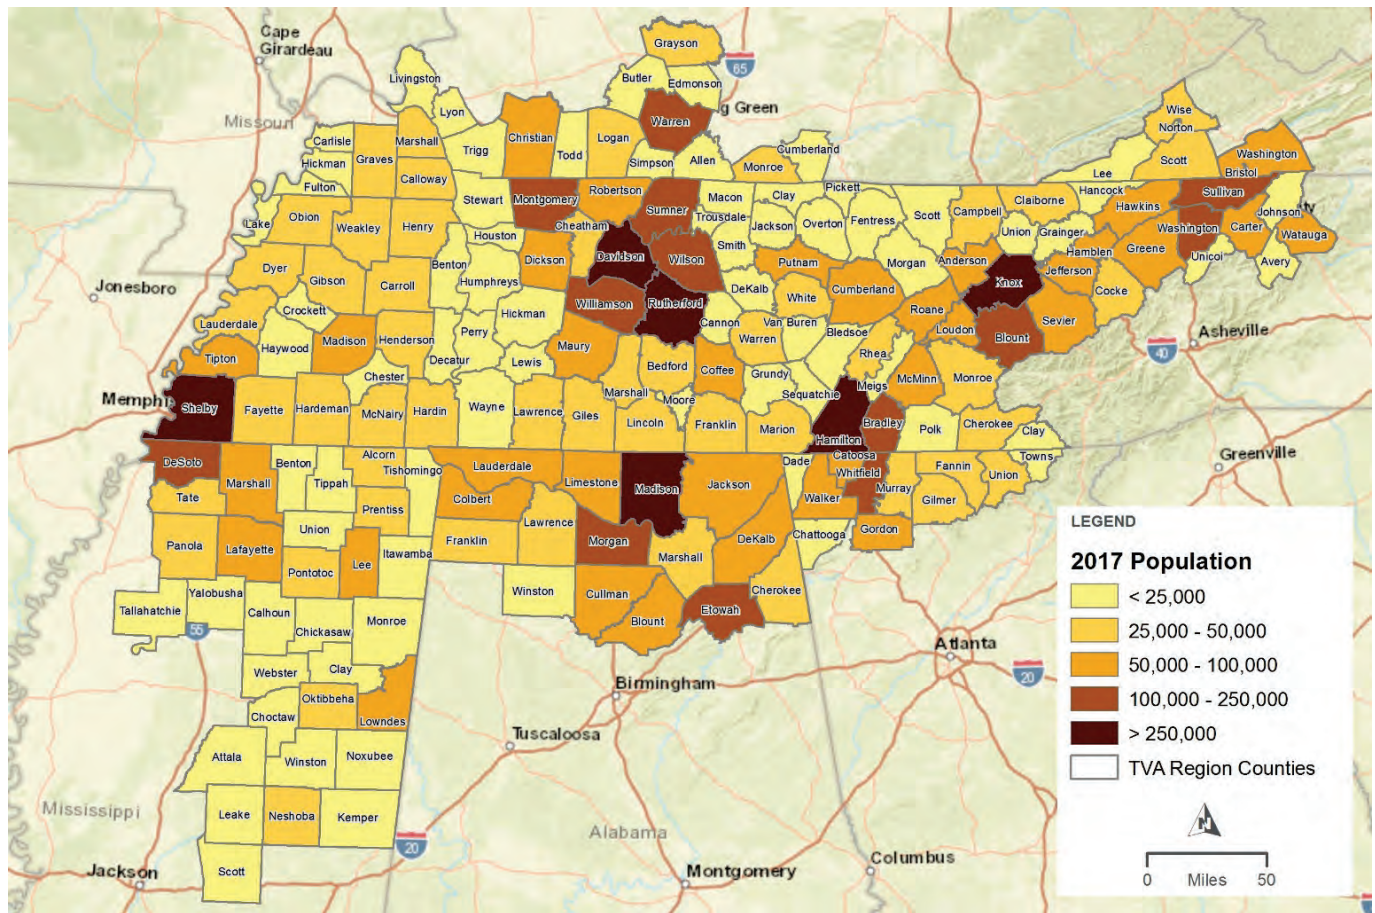 Cape
Girardeau
Grayson
65
Livingston
Butler
Edmonson
Lyon
g Green
Wise
Missouri
Warren
Norton
Carlisle
Marshall
Christian
Logan
Cumberland
Washington
Graves
Trigg
Todd
Simpson
Allen
Monroe
Scott
Hickman
Lee
Bristol
Fulton
Calloway
Pickett
Hancock
Sullivan
Stewart
Montgomery
Robertson
Macon
Clay
Claiborne
Hawkins
Lake
Obion
Sumner
Trousdale
Scott
Campbell
Johnson
ty
Weakley
Henry
Cheatham
Jackson
Overton
Fentress
Union
Grainger
Washington
Carter
Watauga
Houston
Smith
Hamblen
Greene
Dickson
Davidson
Wilson
Putnam
Morgan
Anderson
Unicoi
Avery
Dyer
Benton
Jefferson
Gibson
Carroll
Humphreys
DeKalb
Cumberland
Knox
Cocke
Jonesboro
White
Crockett
Williamson
Rutherford
Roane
Hickman
Lauderdale
Cannon
Van Buren
Loudon
Sevier
Asheville
Haywood
Madison
Henderson
Perry
Warren
Bledsoe
Blount
40
Tipton
Decatur
Lewis
Maury
Bedford
Coffee
Rhea
Chester
Grundy
McMinn
Monroe
Marshall
Moore
Sequatchie
Meigs
Memphis
Shelby
Fayette
Hardeman
McNairy
Hardin
Wayne
Lawrence
Giles
Lincoln
Franklin
Marion
Bradley
Polk
Cherokee
Clay
Hamilton
DeSoto
Benton
Alcorn
Tishomingo
Lauderdale
Dade
Catoosa
Towns
Greenville
Marshall
Tippah
Limestone
Madison
Jackson
Whitfield
Fannin
Union
Tate
Prentiss
Colbert
Walker
Murray
Gilmer
Union
Lawrence
Gordon
Panola
Lafayette
Itawamba
Franklin
Morgan
DeKalb
Chattooga
Pontotoc
Lee
Marshall
Winston
Cullman
Cherokee
Tallahatchie
Yalobusha
Calhoun
Monroe
Etowah
55
Chickasaw
Blount
Atlanta
Webster
Clay
20
Birmingham
Oktibbeha
Choctaw
Lowndes
Tuscaloosa
Attala
Winston
Noxubee
Mississippi
Leake
Neshoba
Kemper
Alabama
20
Scott
Jackson
Montgomery
Columbus
LEGEND
2017 Population
< 25,000
25,000 - 50,000
50,000 - 100,000
100,000 - 250,000
> 250,000
TVA Region Counties
N
0 Miles 50